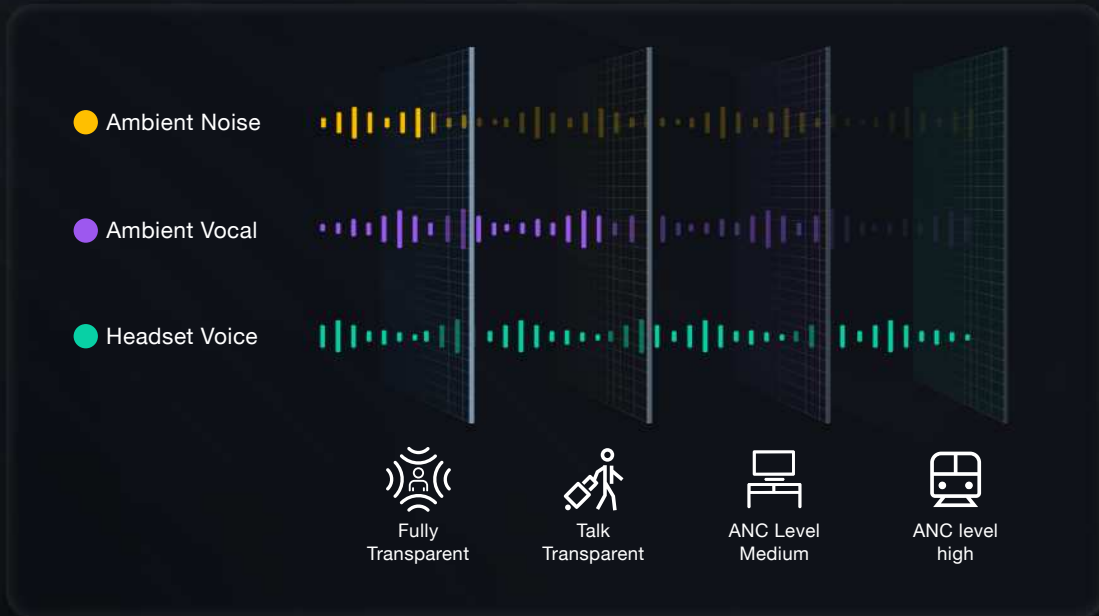 Ambient Noise
Ambient Vocal
Headset Voice
Fully
Transparent
Talk
Transparent
ANC Level
Medium
ANC level
high